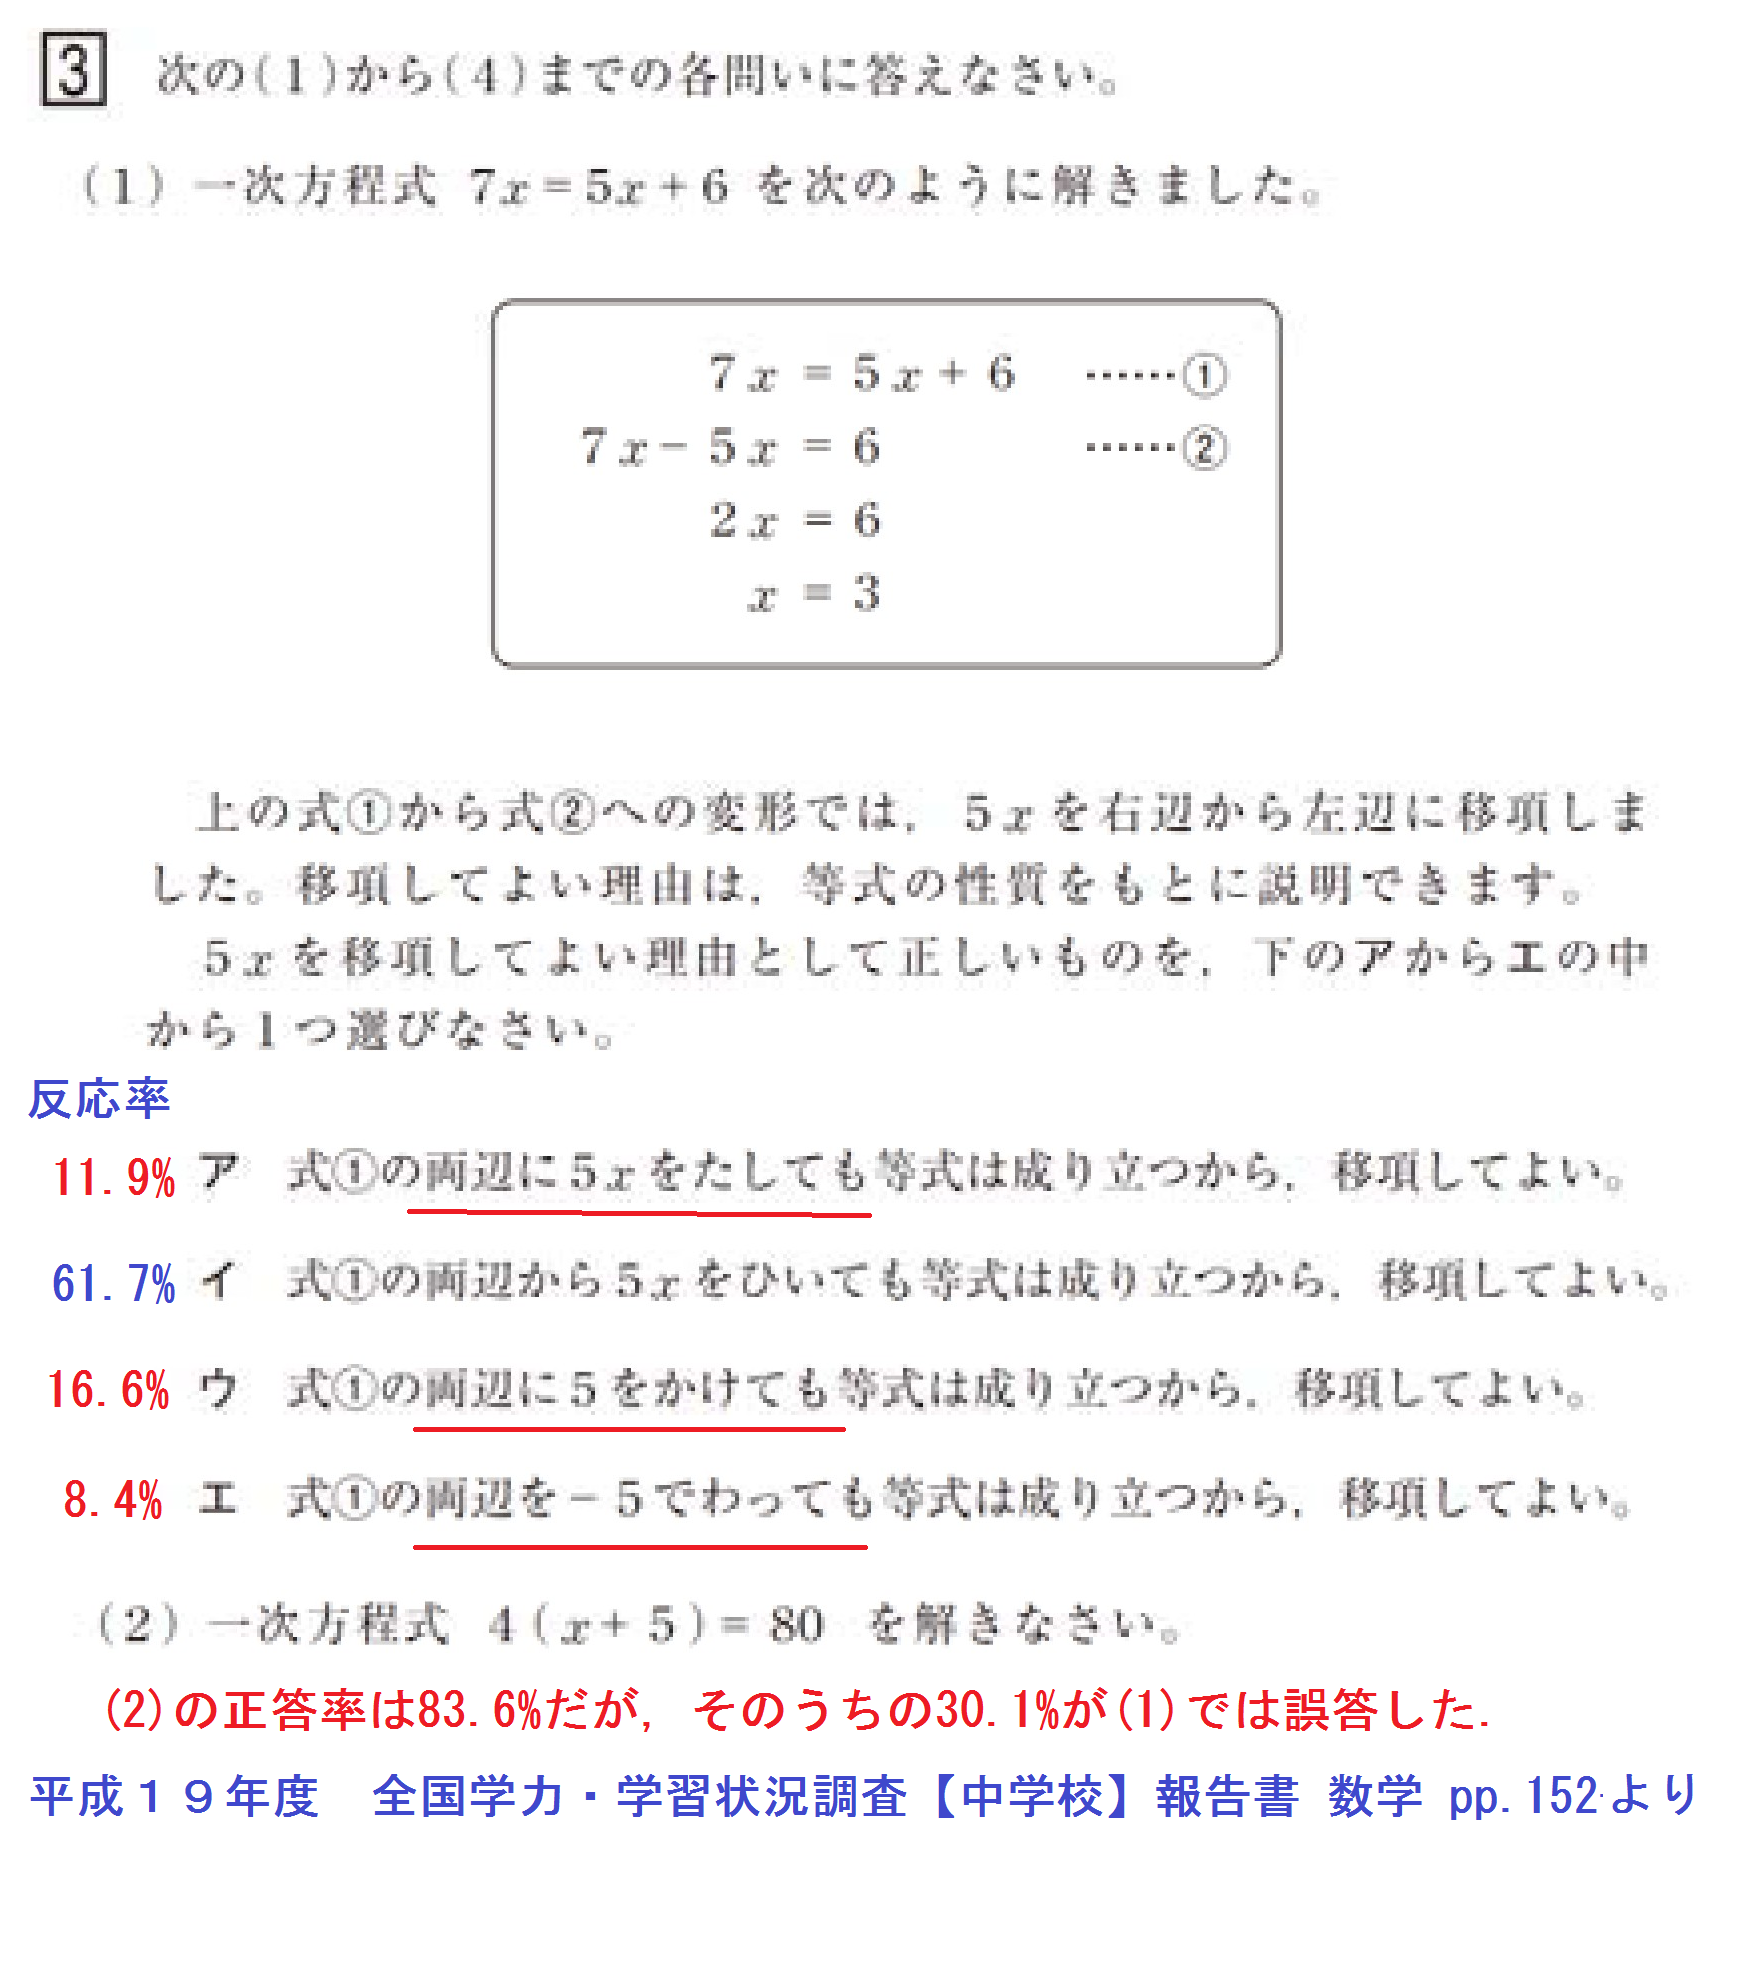 3 次の(1)から(4)までの各問いに答えなさい。
(1) 一次方程式 7x=5x+6 を次のように解きました。
7x = 5x + 6 ……①
7x − 5x = 6 ……②
2x = 6
x = 3
上の式①から式②への変形では，5xを右辺から左辺に移項しま
した。移項してよい理由は，等式の性質をもとに説明できます。
5xを移項してよい理由として正しいものを，下のアからエの中
から1つ選びなさい。
反応率
11.9% ア 式①の両辺に5xをたしても等式は成り立つから，移項してよい。
61.7% イ 式①の両辺から5xをひいても等式は成り立つから，移項してよい。
16.6% ウ 式①の両辺に5をかけても等式は成り立つから，移項してよい。
8.4% エ 式①の両辺を−5でわっても等式は成り立つから，移項してよい。
(2) 一次方程式 4(x+5)=80 を解きなさい。
(2)の正答率は83.6%だが，そのうちの30.1%が(1)では誤答した.
平成１９年度　全国学力・学習状況調査【中学校】報告書 数学 pp.152より